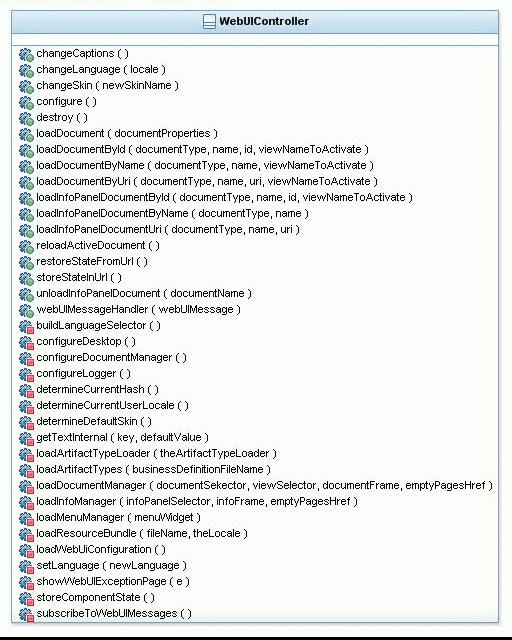 WebUIController
changeCaptions ( )
changeLanguage ( locale )
changeSkin ( newSkinName )
configure ( )
destroy ( )
loadDocument ( documentProperties )
loadDocumentById ( documentType, name, id, viewNameToActivate )
loadDocumentByName ( documentType, name, viewNameToActivate )
loadDocumentByUri ( documentType, name, uri, viewNameToActivate )
loadInfoPanelDocumentById ( documentType, name, id, viewNameToActivate )
loadInfoPanelDocumentByName ( documentType, name )
loadInfoPanelDocumentUri ( documentType, name, uri )
reloadActiveDocument ( )
restoreStateFromUrl ( )
storeStateInUrl ( )
unloadInfoPanelDocument ( documentName )
webUIMessageHandler ( webUIMessage )
buildLanguageSelector ( )
configureDesktop ( )
configureDocumentManager ( )
configureLogger ( )
determineCurrentHash ( )
determineCurrentUserLocale ( )
determineDefaultSkin ( )
getTextInternal ( key, defaultValue )
loadArtifactTypeLoader ( theArtifactTypeLoader )
loadArtifactTypes ( businessDefinitionFileName )
loadDocumentManager ( documentSekector, viewSelector, documentFrame, emptyPagesHref )
loadInfoManager ( infoPanelSelector, infoFrame, emptyPagesHref )
loadMenuManager ( menuWidget )
loadResourceBundle ( fileName, theLocale )
loadWebUiConfiguration ( )
setLanguage ( newLanguage )
showWebUIExceptionPage ( e )
storeComponentState ( )
subscribeToWebUIMessages ( )